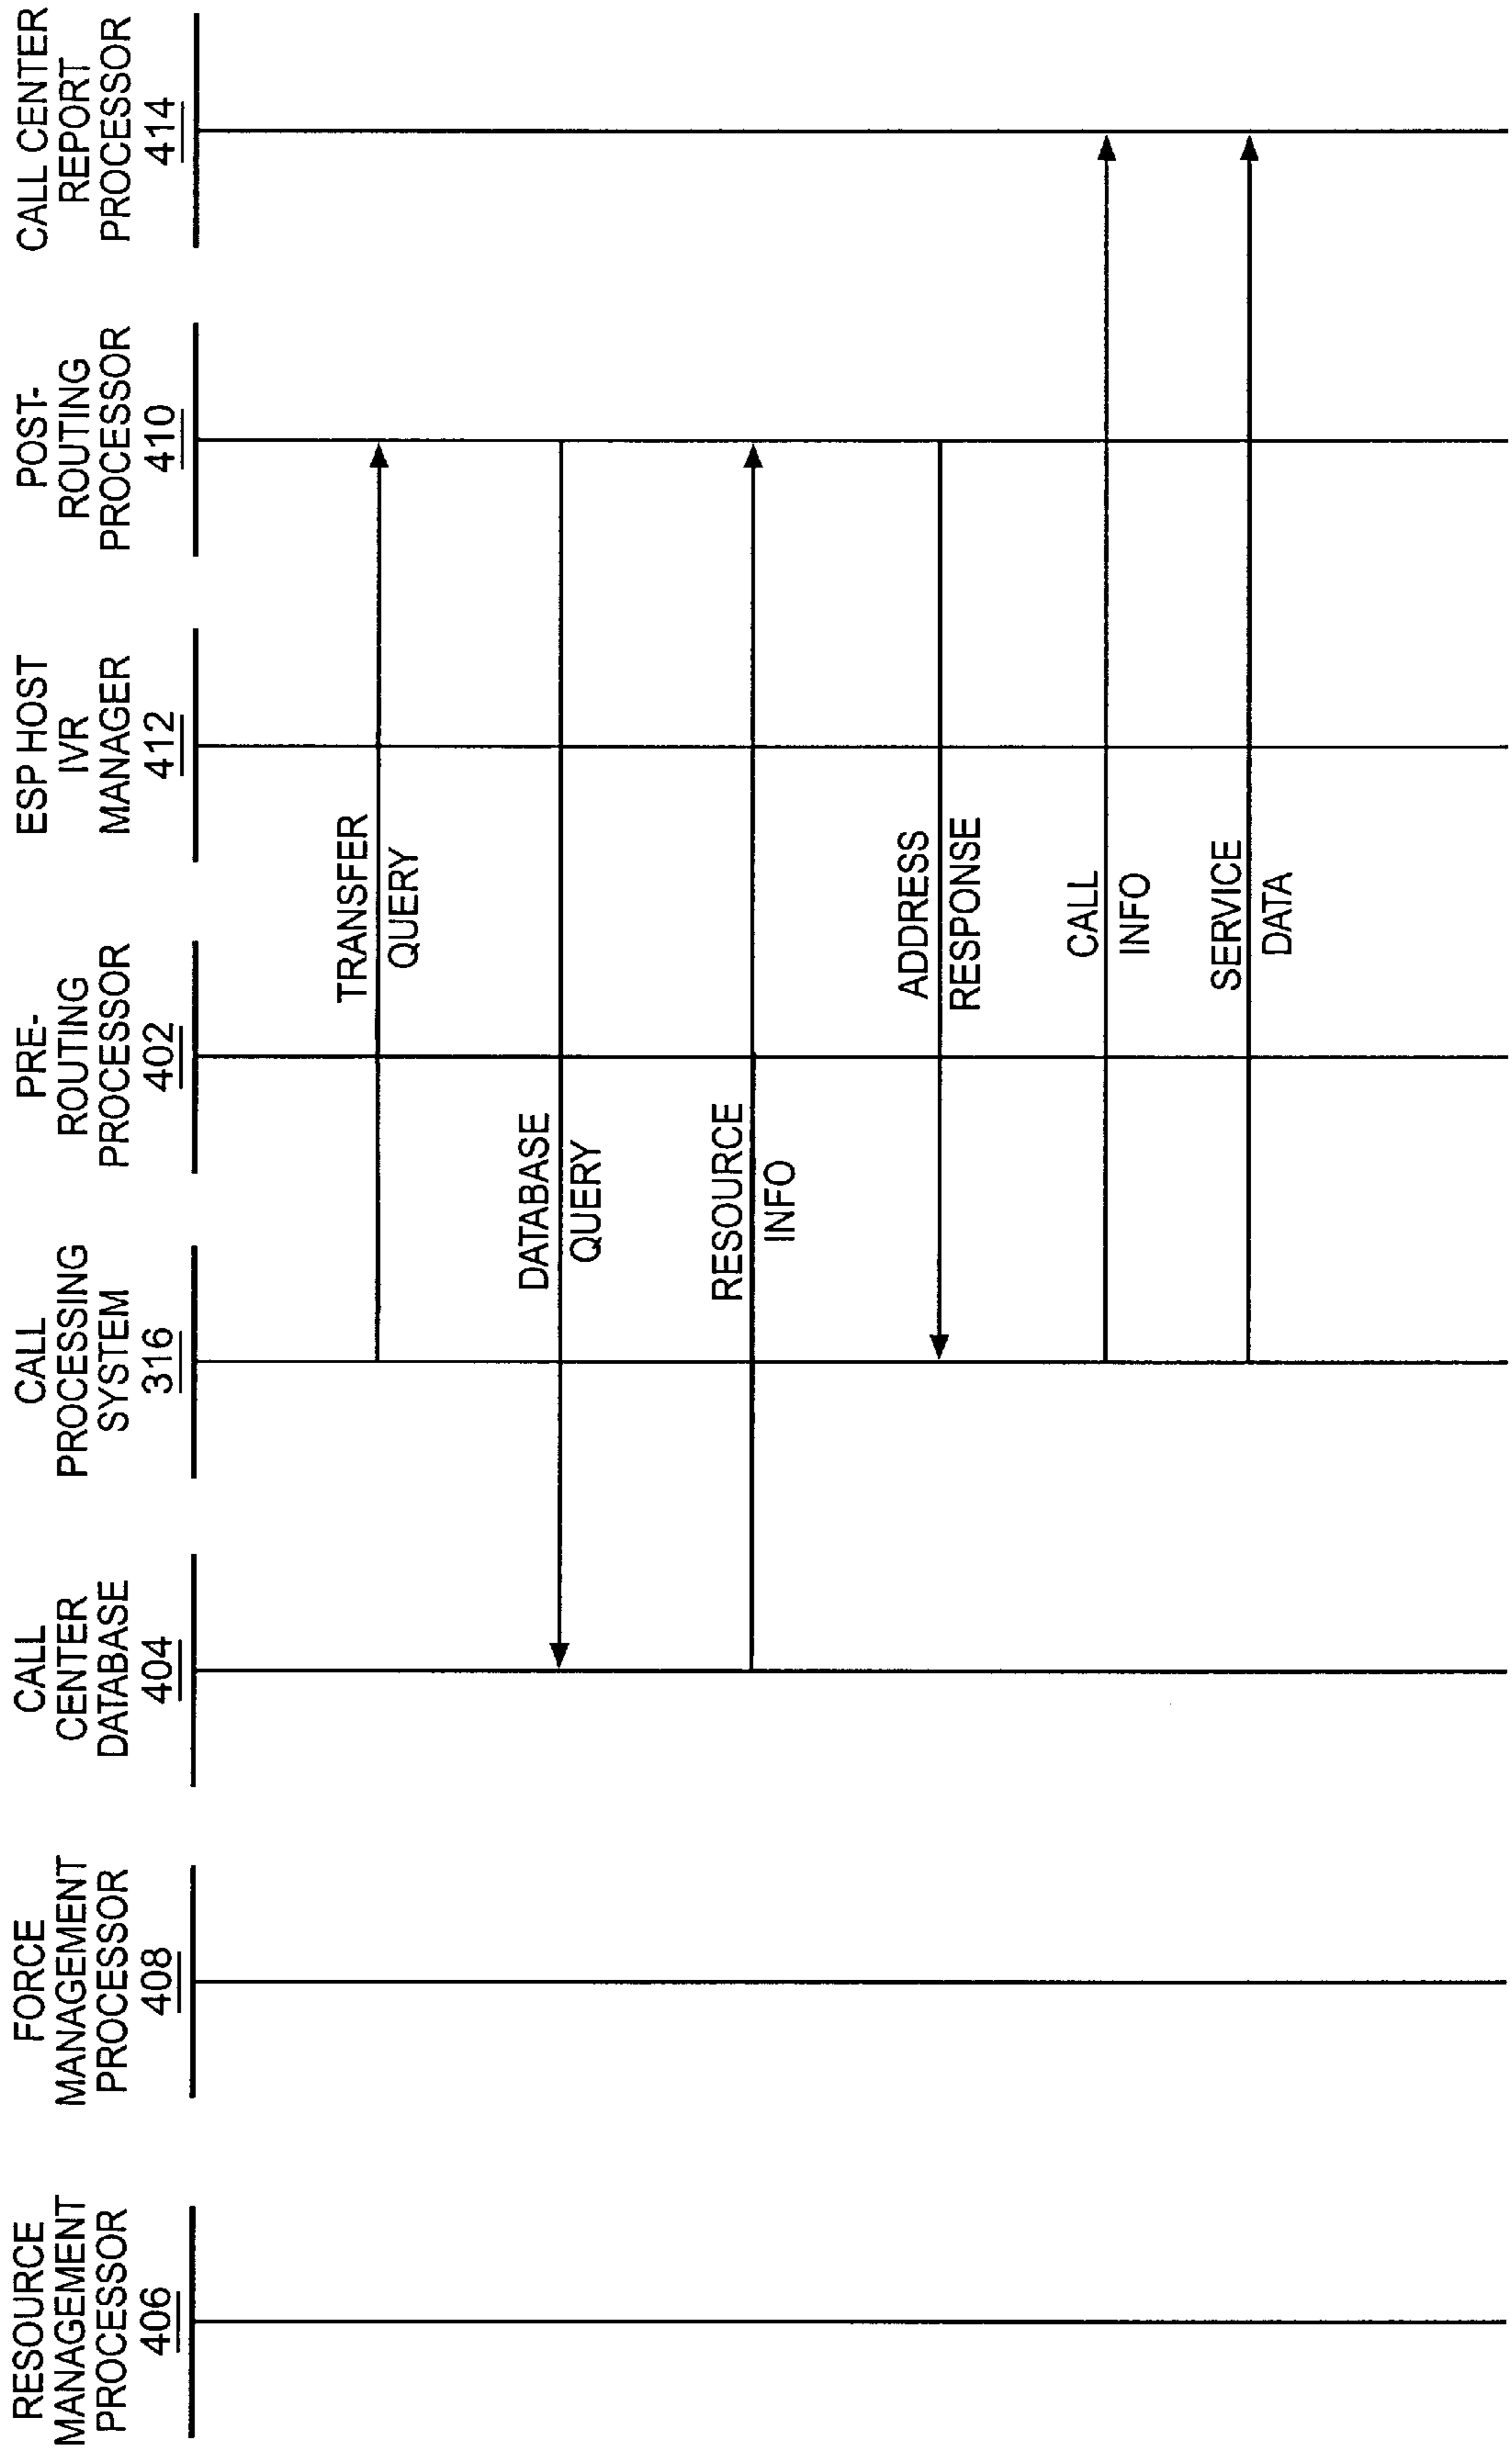 RESOURCE
MANAGEMENT
PROCESSOR
406
FORCE
MANAGEMENT
PROCESSOR
408
CALL
CENTER
DATABASE
404
CALL
PROCESSING
SYSTEM
316
PRE-
ROUTING
PROCESSOR
402
ESP HOST
IVR
MANAGER
412
POST-
ROUTING
PROCESSOR
410
CALL CENTER
REPORT
PROCESSOR
414
TRANSFER
QUERY
DATABASE
QUERY
RESOURCE
INFO
ADDRESS
RESPONSE
CALL
INFO
SERVICE
DATA